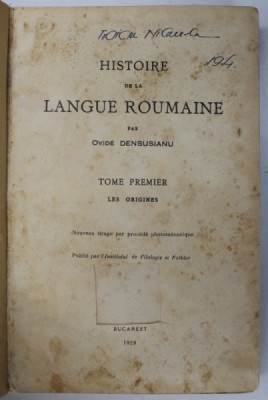 HISTOIRE
DE LA
LANGUE ROUMAINE
PAR
OVIDE DENSUSIANU
TOME PREMIER
LES ORIGINES
(Nouveau tirage par procédé photomécanique)
Publié par l'Institutul de Filologie si Folklor
BUCAREST
1929